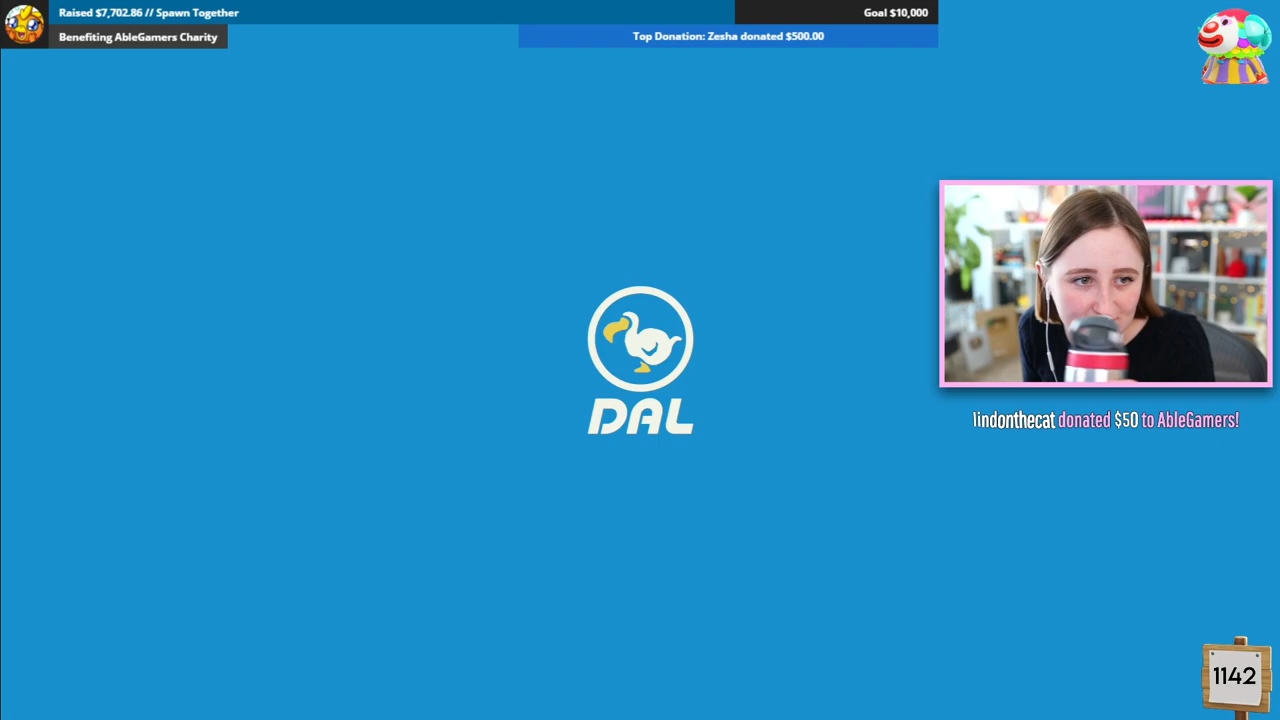 Raised $7,702.86 // Spawn Together
Goal $10,000
Benefiting AbleGamers Charity
Top Donation: Zesha donated $500.00
DAL
lindonthecat donated $50 to AbleGamers!
1142